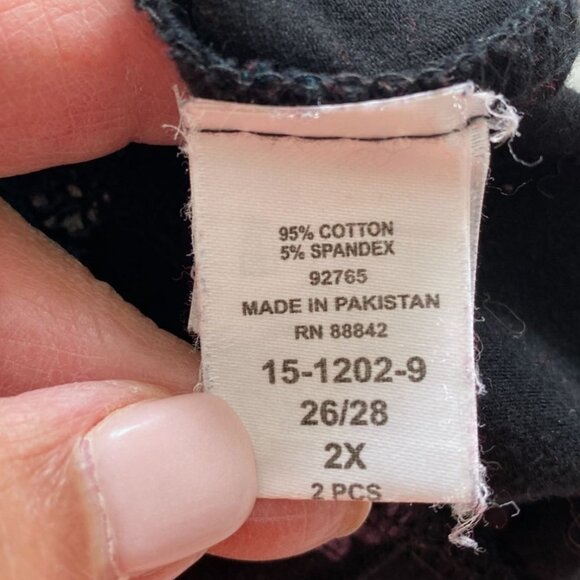 95% COTTON
5% SPANDEX
92765
MADE IN PAKISTAN
RN 88842
15-1202-9
26/28
2X
2 PCS